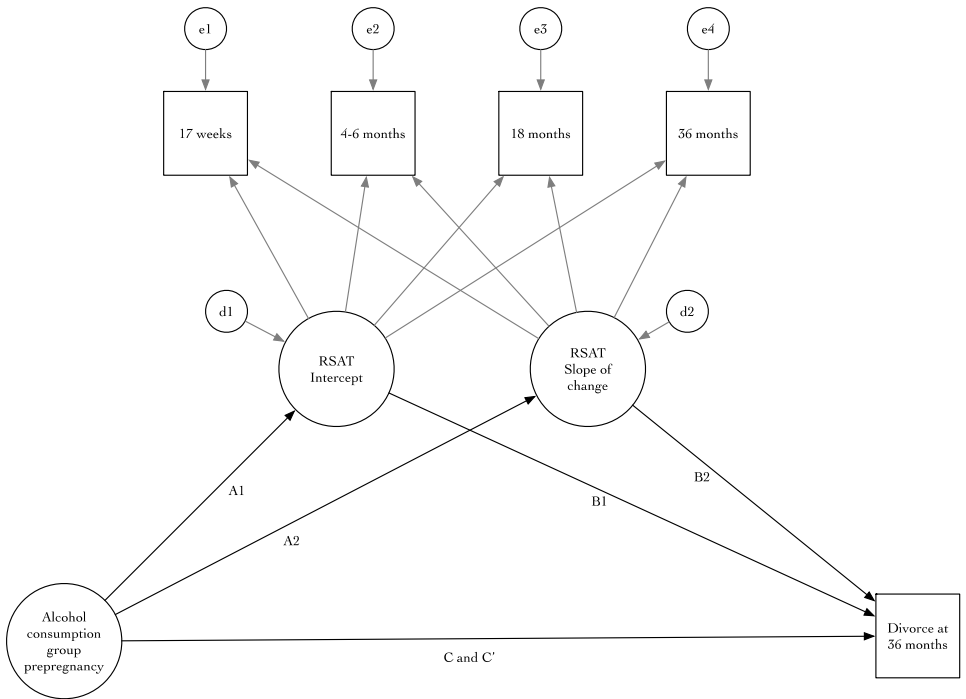 e1
e2
e3
e4
17 weeks
4-6 months
18 months
36 months
d1
d2
RSAT
Intercept
RSAT
Slope of
change
A1
A2
B1
B2
Alcohol
consumption
group
prepregnancy
C and C’
Divorce at
36 months